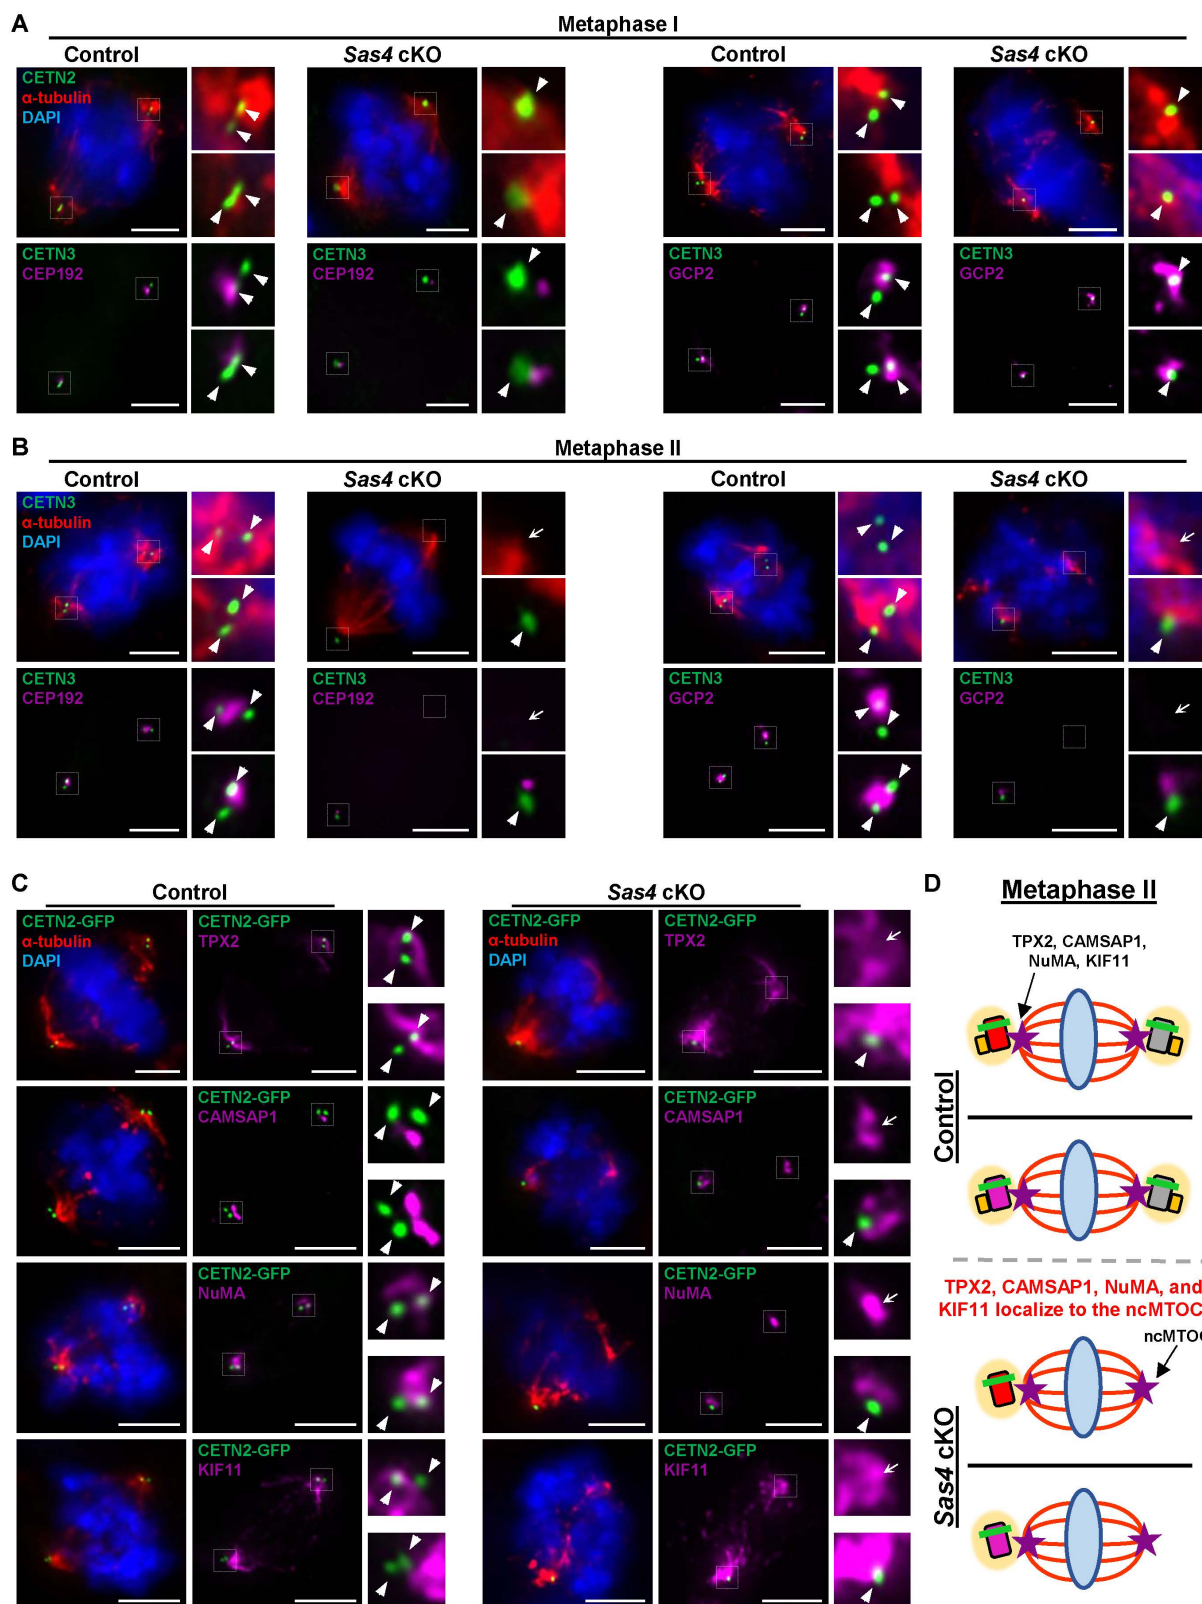 A
Metaphase I
Control
Sas4 cKO
Control
Sas4 cKO
CETN2
α-tubulin
DAPI
CETN3
CEP192
CETN3
CEP192
CETN3
GCP2
CETN3
GCP2
B
Metaphase II
Control
Sas4 cKO
Control
Sas4 cKO
CETN3
α-tubulin
DAPI
CETN3
CEP192
CETN3
CEP192
CETN3
GCP2
CETN3
GCP2
C
Control
Sas4 cKO
CETN2-GFP
α-tubulin
DAPI
CETN2-GFP
TPX2
CETN2-GFP
α-tubulin
DAPI
CETN2-GFP
TPX2
CETN2-GFP
CAMSAP1
CETN2-GFP
CAMSAP1
CETN2-GFP
NuMA
CETN2-GFP
NuMA
CETN2-GFP
KIF11
CETN2-GFP
KIF11
D
Metaphase II
TPX2, CAMSAP1,
NuMA, KIF11
Control
TPX2, CAMSAP1, NuMA, and
KIF11 localize to the ncMTOC
ncMTOC
Sas4 cKO